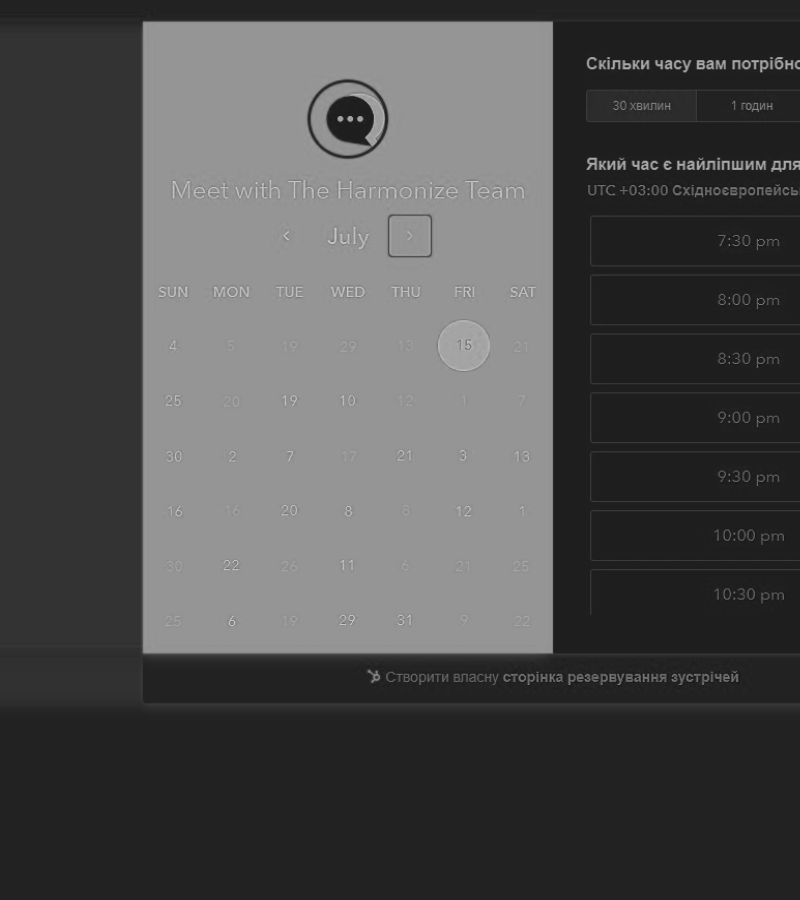 Meet with The Harmonize Team
July
SUN MON TUE WED THU FRI SAT
4 5 19 29 13 15 21
25 20 19 10 12 1 7
30 2 7 17 21 3 13
16 16 20 8 8 12 1
30 22 26 11 6 21 25
25 6 19 29 31 9 22
Скільки часу вам потрібно
30 хвилин 1 годин
Який час є найліпшим для
UTC +03:00
7:30 pm
8:00 pm
8:30 pm
9:00 pm
9:30 pm
10:00 pm
10:30 pm
Створити власну сторінка резервування зустрічей